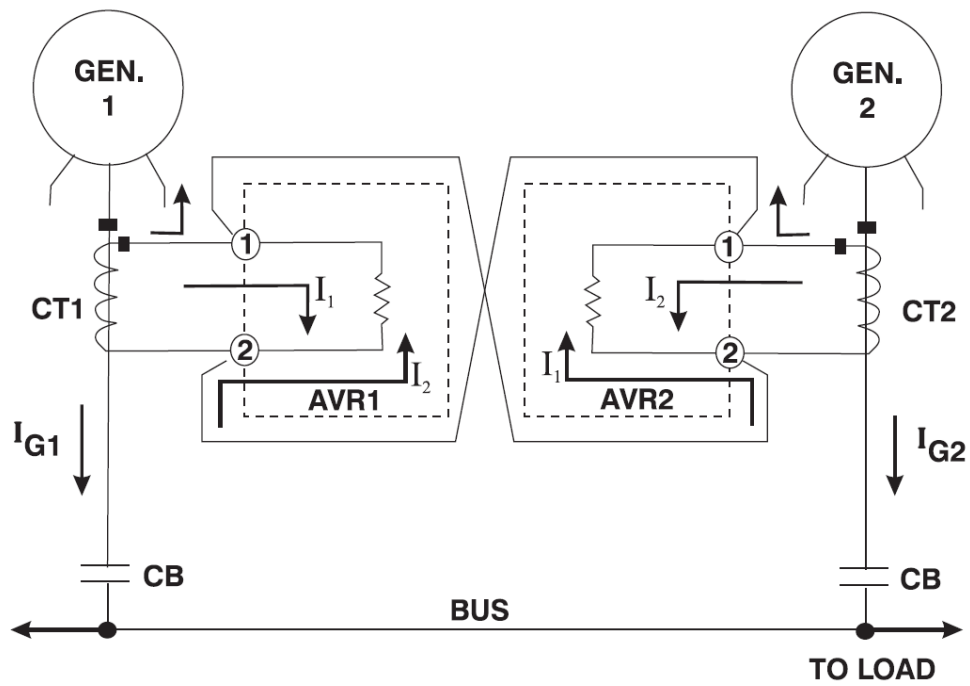 GEN.
1
GEN.
2
1
1
CT1
I1
I2
CT2
2
2
I2
I1
AVR1
AVR2
IG1
IG2
CB
CB
BUS
TO LOAD